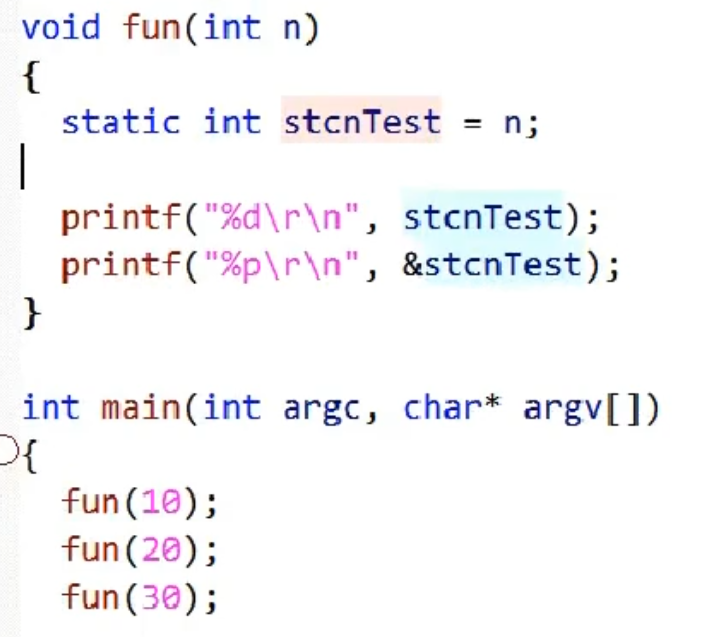 void fun(int n)
{
  static int stcnTest = n;

  printf("%d\r\n", stcnTest);
  printf("%p\r\n", &stcnTest);
}

int main(int argc, char* argv[])
{
  fun(10);
  fun(20);
  fun(30);